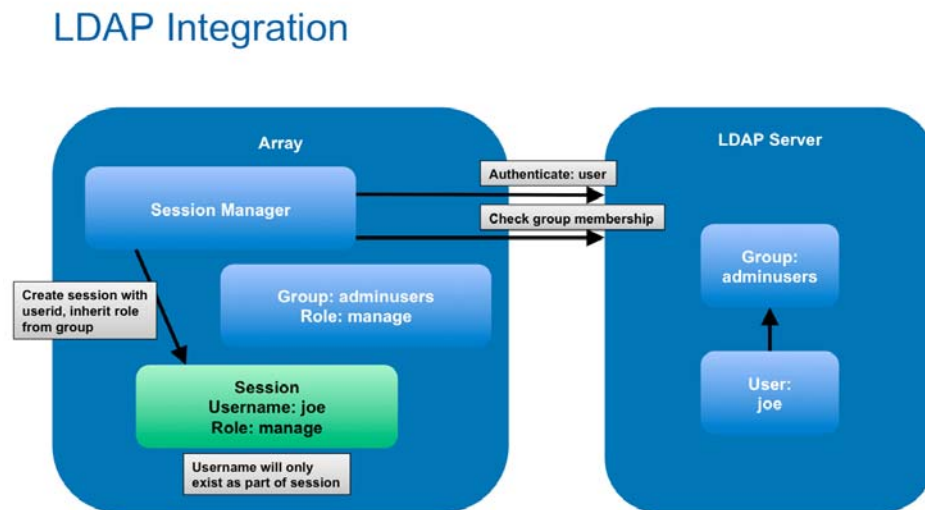 LDAP Integration
Array
LDAP Server
Session Manager
Authenticate: user
Check group membership
Group:
adminusers
Create session with
userid, inherit role
from group
Group: adminusers
Role: manage
Session
Username: joe
Role: manage
User:
joe
Username will only
exist as part of session